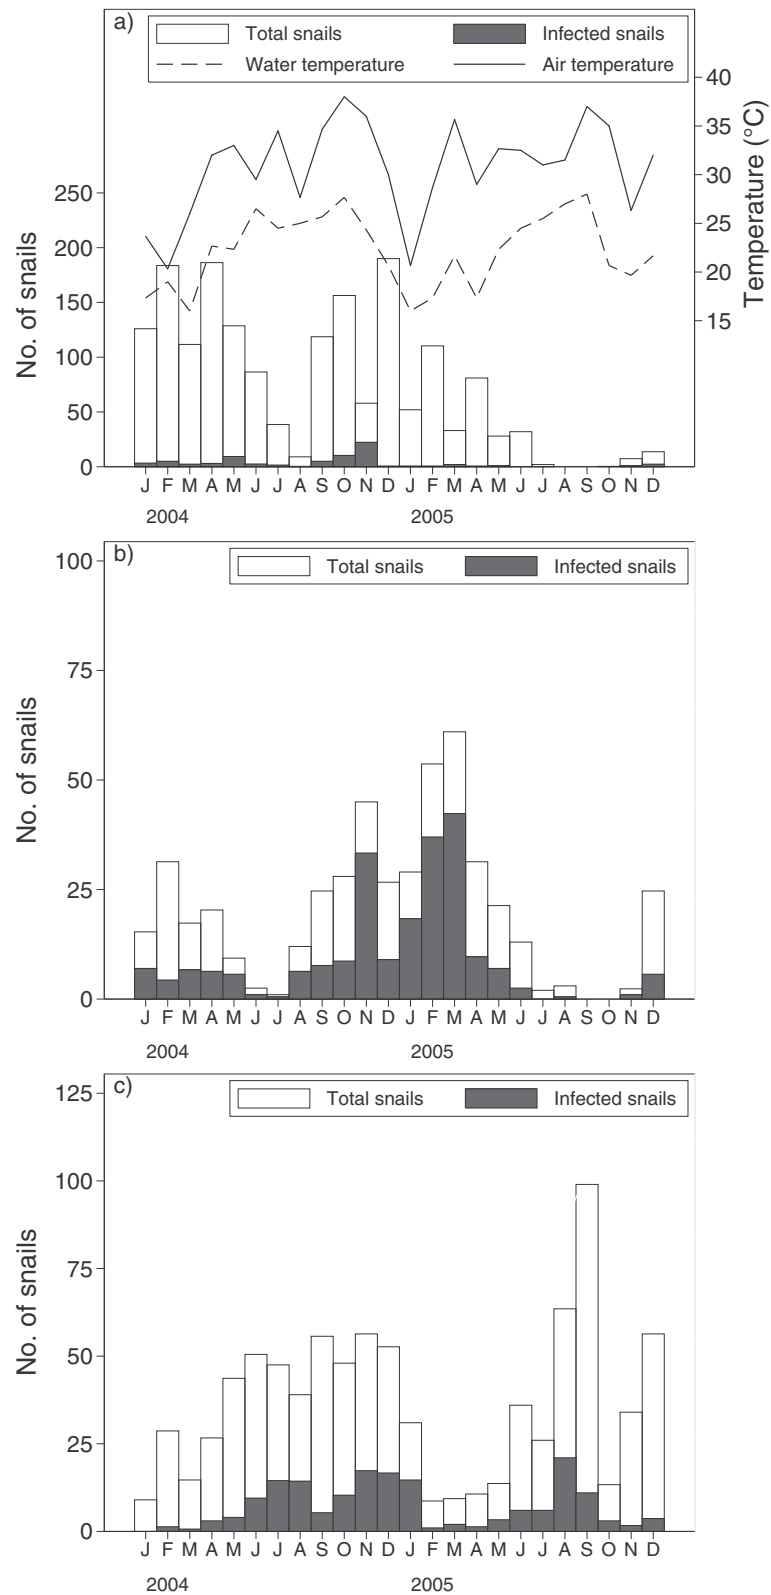 a)
Total snails
Infected snails
Water temperature
Air temperature
40
35
30
25
20
15
Temperature (°C)
250
200
150
100
50
0
No. of snails
J F M A M J J A S O N D J F M A M J J A S O N D
2004 2005
b)
Total snails
Infected snails
100
75
50
25
0
No. of snails
J F M A M J J A S O N D J F M A M J J A S O N D
2004 2005
c)
Total snails
Infected snails
125
100
75
50
25
0
No. of snails
J F M A M J J A S O N D J F M A M J J A S O N D
2004 2005